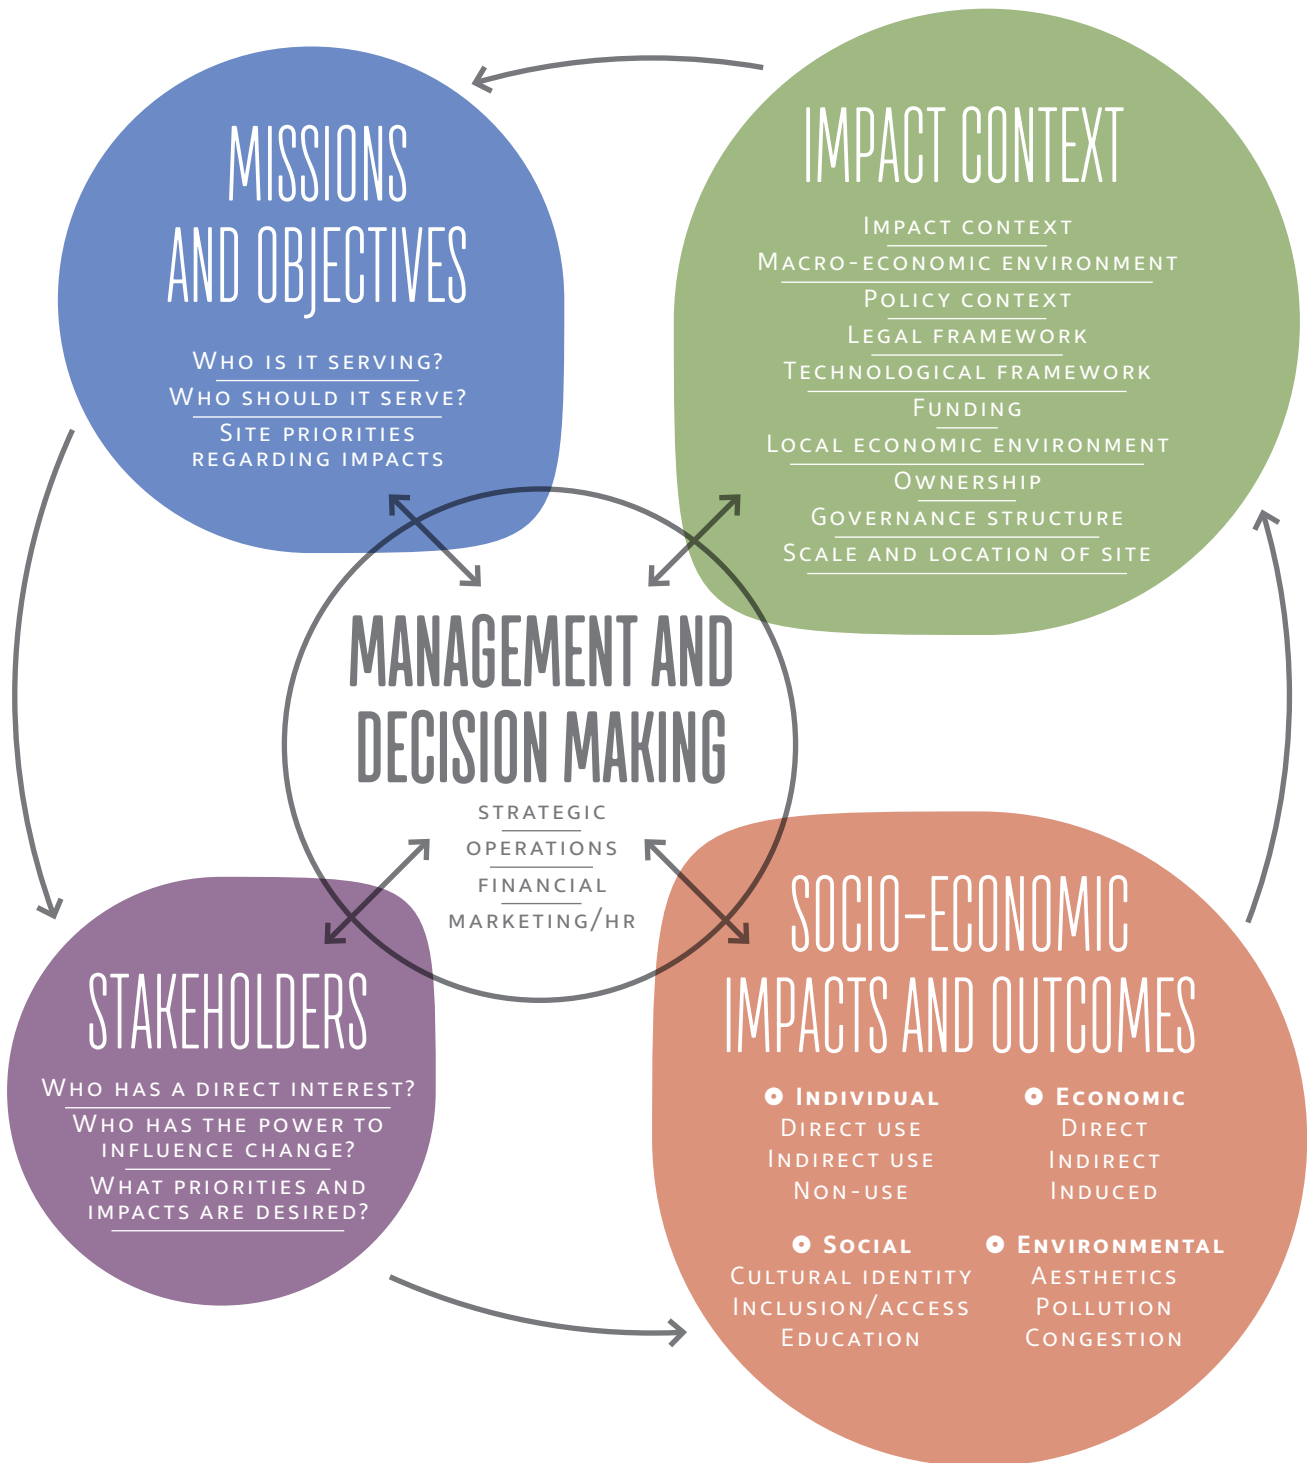 MISSIONS
AND OBJECTIVES
Who is it serving?
Who should it serve?
Site priorities
regarding impacts
IMPACT CONTEXT
Impact context
Macro-economic environment
Policy context
Legal framework
Technological framework
Funding
Local economic environment
Ownership
Governance structure
Scale and location of site
MANAGEMENT AND
DECISION MAKING
strategic
operations
financial
marketing/hr
STAKEHOLDERS
Who has a direct interest?
Who has the power to
influence change?
What priorities and
impacts are desired?
SOCIO-ECONOMIC
IMPACTS AND OUTCOMES
Individual
Direct use
Indirect use
Non-use
Economic
Direct
Indirect
Induced
Social
Cultural identity
Inclusion/access
Education
Environmental
Aesthetics
Pollution
Congestion